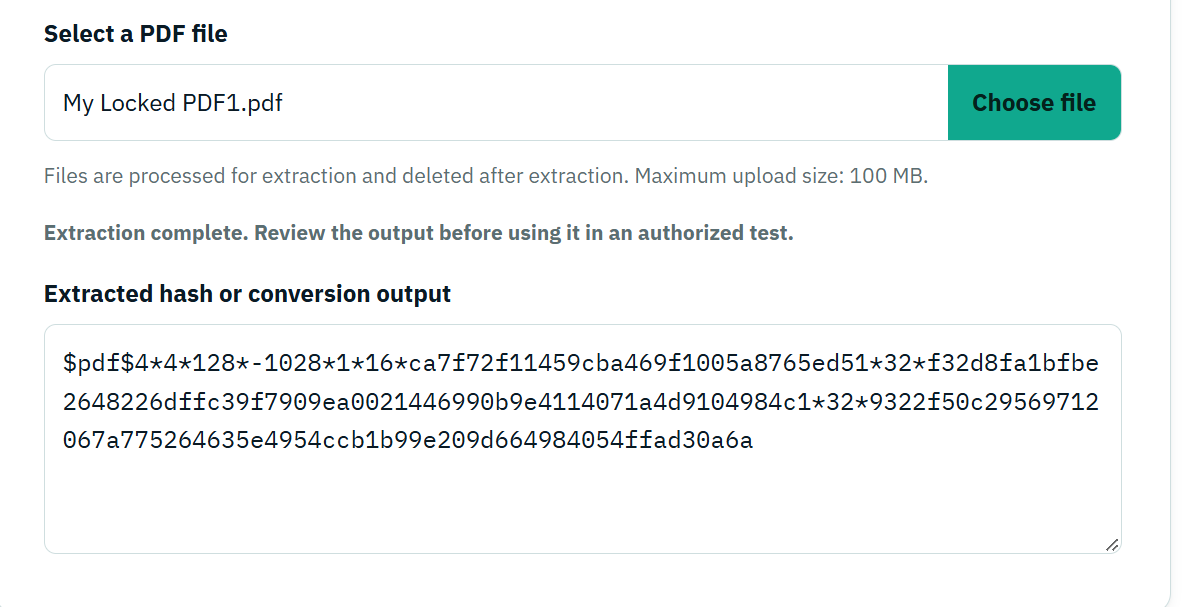 Select a PDF file
My Locked PDF1.pdf
Choose file
Files are processed for extraction and deleted after extraction. Maximum upload size: 100 MB.
Extraction complete. Review the output before using it in an authorized test.
Extracted hash or conversion output
$pdf$4*4*128*-1028*1*16*ca7f72f11459cba469f1005a8765ed51*32*f32d8fa1bfbe
2648226dffc39f7909ea0021446990b9e4114071a4d9104984c1*32*9322f50c29569712
067a775264635e4954ccb1b99e209d664984054ffad30a6a